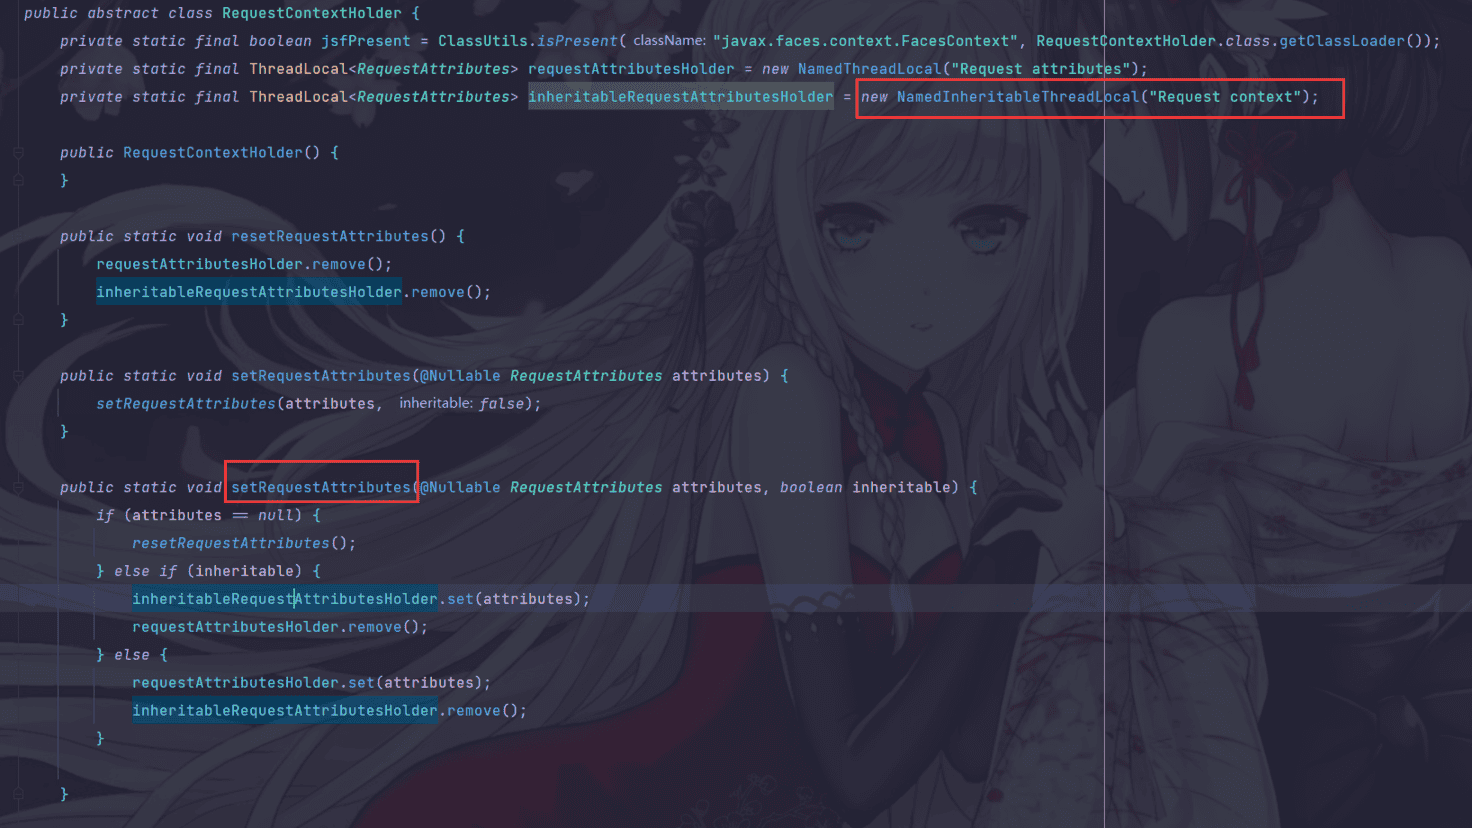 public abstract class RequestContextHolder {
private static final boolean jsfPresent = ClassUtils.isPresent( className: "javax.faces.context.FacesContext", RequestContextHolder.class.getClassLoader());
private static final ThreadLocal<RequestAttributes> requestAttributesHolder = new NamedThreadLocal("Request attributes");
private static final ThreadLocal<RequestAttributes> inheritableRequestAttributesHolder = new NamedInheritableThreadLocal("Request context");
public RequestContextHolder() {
}
public static void resetRequestAttributes() {
requestAttributesHolder.remove();
inheritableRequestAttributesHolder.remove();
}
public static void setRequestAttributes(@Nullable RequestAttributes attributes) {
setRequestAttributes(attributes, inheritable: false);
}
public static void setRequestAttributes(@Nullable RequestAttributes attributes, boolean inheritable) {
if (attributes == null) {
resetRequestAttributes();
} else if (inheritable) {
inheritableRequestAttributesHolder.set(attributes);
requestAttributesHolder.remove();
} else {
requestAttributesHolder.set(attributes);
inheritableRequestAttributesHolder.remove();
}
}